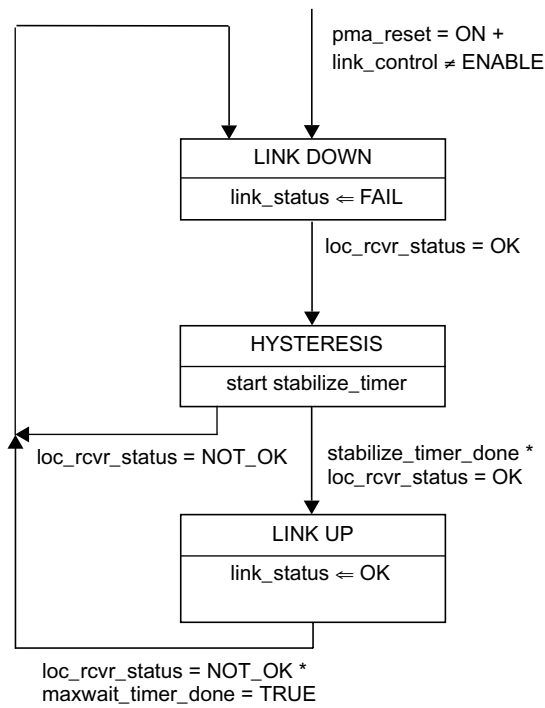 pma_reset = ON +
link_control ≠ ENABLE
LINK DOWN
link_status ⇐ FAIL
loc_rcvr_status = OK
HYSTERESIS
start stabilize_timer
loc_rcvr_status = NOT_OK
stabilize_timer_done *
loc_rcvr_status = OK
LINK UP
link_status ⇐ OK
loc_rcvr_status = NOT_OK *
maxwait_timer_done = TRUE